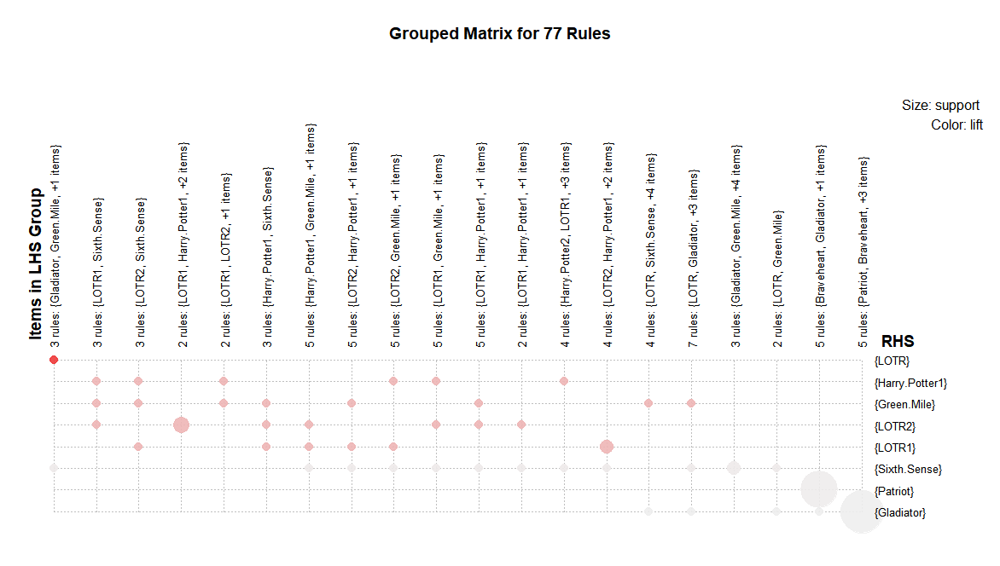 Grouped Matrix for 77 Rules
Size: support
Color: lift
Items in LHS Group
3 rules: {Gladiator, Green.Mile, +1 items}
3 rules: {LOTR1, Sixth.Sense}
3 rules: {LOTR2, Sixth.Sense}
2 rules: {LOTR1, Harry.Potter1, +2 items}
2 rules: {LOTR1, LOTR2, +1 items}
3 rules: {Harry.Potter1, Sixth.Sense}
5 rules: {Harry.Potter1, Green.Mile, +1 items}
5 rules: {LOTR2, Harry.Potter1, +1 items}
5 rules: {LOTR2, Green.Mile, +1 items}
5 rules: {LOTR1, Green.Mile, +1 items}
5 rules: {LOTR1, Harry.Potter1, +1 items}
2 rules: {LOTR1, Harry.Potter1, +1 items}
4 rules: {Harry.Potter2, LOTR1, +3 items}
4 rules: {LOTR2, Harry.Potter1, +2 items}
4 rules: {LOTR, Sixth.Sense, +4 items}
7 rules: {LOTR, Gladiator, +3 items}
3 rules: {Gladiator, Green.Mile, +4 items}
2 rules: {LOTR, Green.Mile}
5 rules: {Braveheart, Gladiator, +1 items}
5 rules: {Patriot, Braveheart, +3 items}
RHS
{LOTR}
{Harry.Potter1}
{Green.Mile}
{LOTR2}
{LOTR1}
{Sixth.Sense}
{Patriot}
{Gladiator}